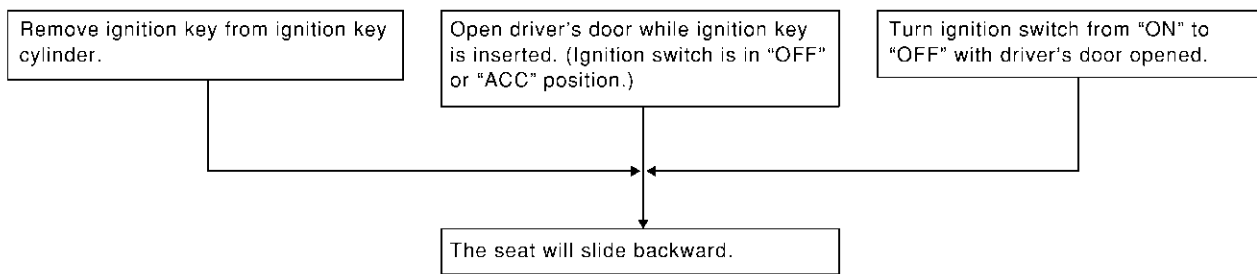 Remove ignition key from ignition key
cylinder.
Open driver's door while ignition key
is inserted. (Ignition switch is in “OFF”
or “ACC” position.)
Turn ignition switch from “ON” to
“OFF” with driver's door opened.
The seat will slide backward.